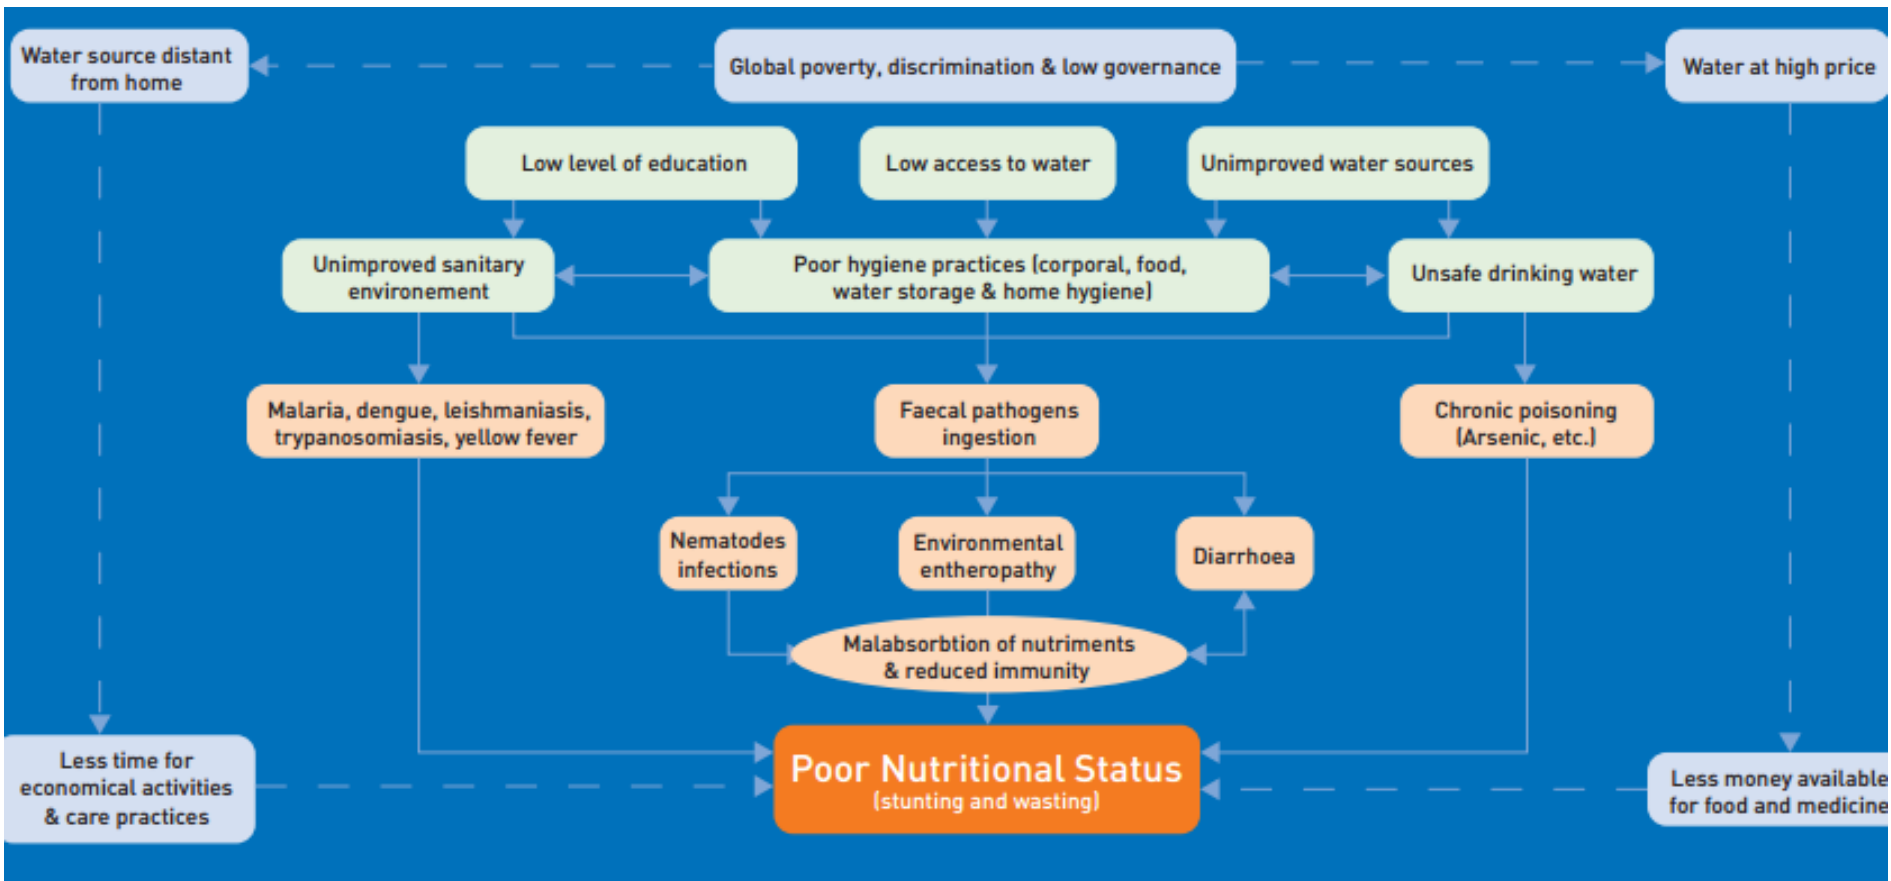 Water source distant
from home
Global poverty, discrimination & low governance
Water at high price
Low level of education
Low access to water
Unimproved water sources
Unimproved sanitary
environement
Poor hygiene practices (corporal, food,
water storage & home hygiene)
Unsafe drinking water
Malaria, dengue, leishmaniasis,
trypanosomiasis, yellow fever
Faecal pathogens
ingestion
Chronic poisoning
(Arsenic, etc.)
Nematodes
infections
Environmental
entheropathy
Diarrhoea
Malabsorbtion of nutriments
& reduced immunity
Less time for
economical activities
& care practices
Poor Nutritional Status
(stunting and wasting)
Less money available
for food and medicine